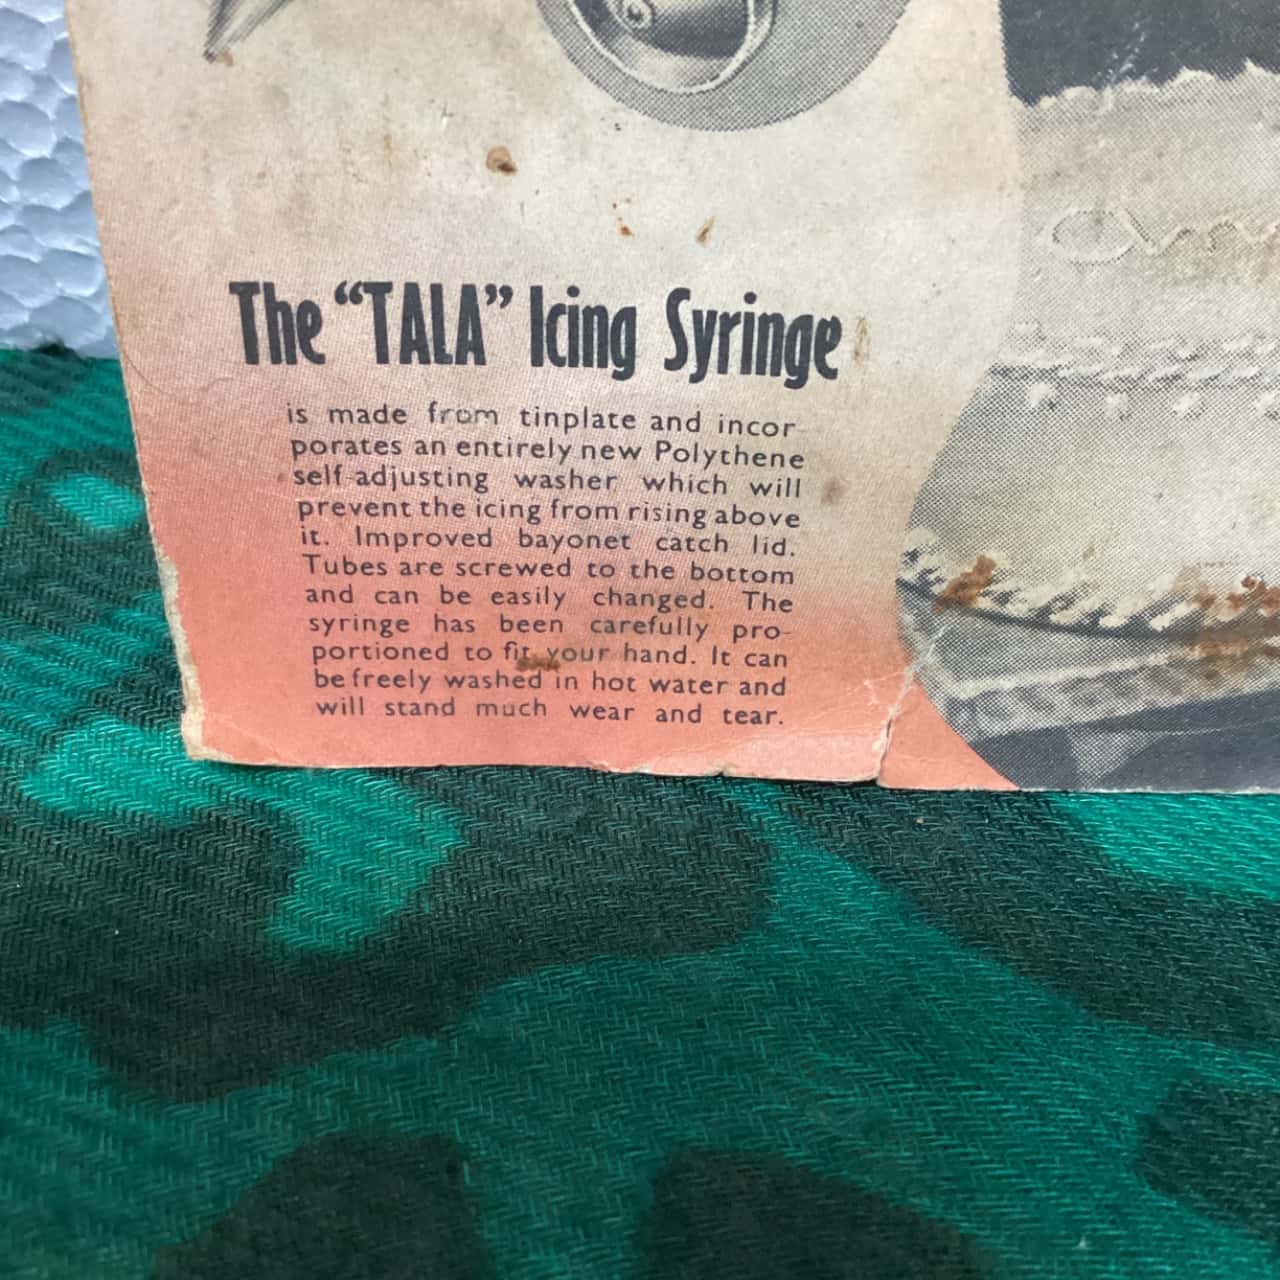 The “TALA” Icing Syringe
is made from tinplate and incor-
porates an entirely new Polythene
self-adjusting washer which will
prevent the icing from rising above
it. Improved bayonet catch lid.
Tubes are screwed to the bottom
and can be easily changed. The
syringe has been carefully pro-
portioned to fit your hand. It can
be freely washed in hot water and
will stand much wear and tear.